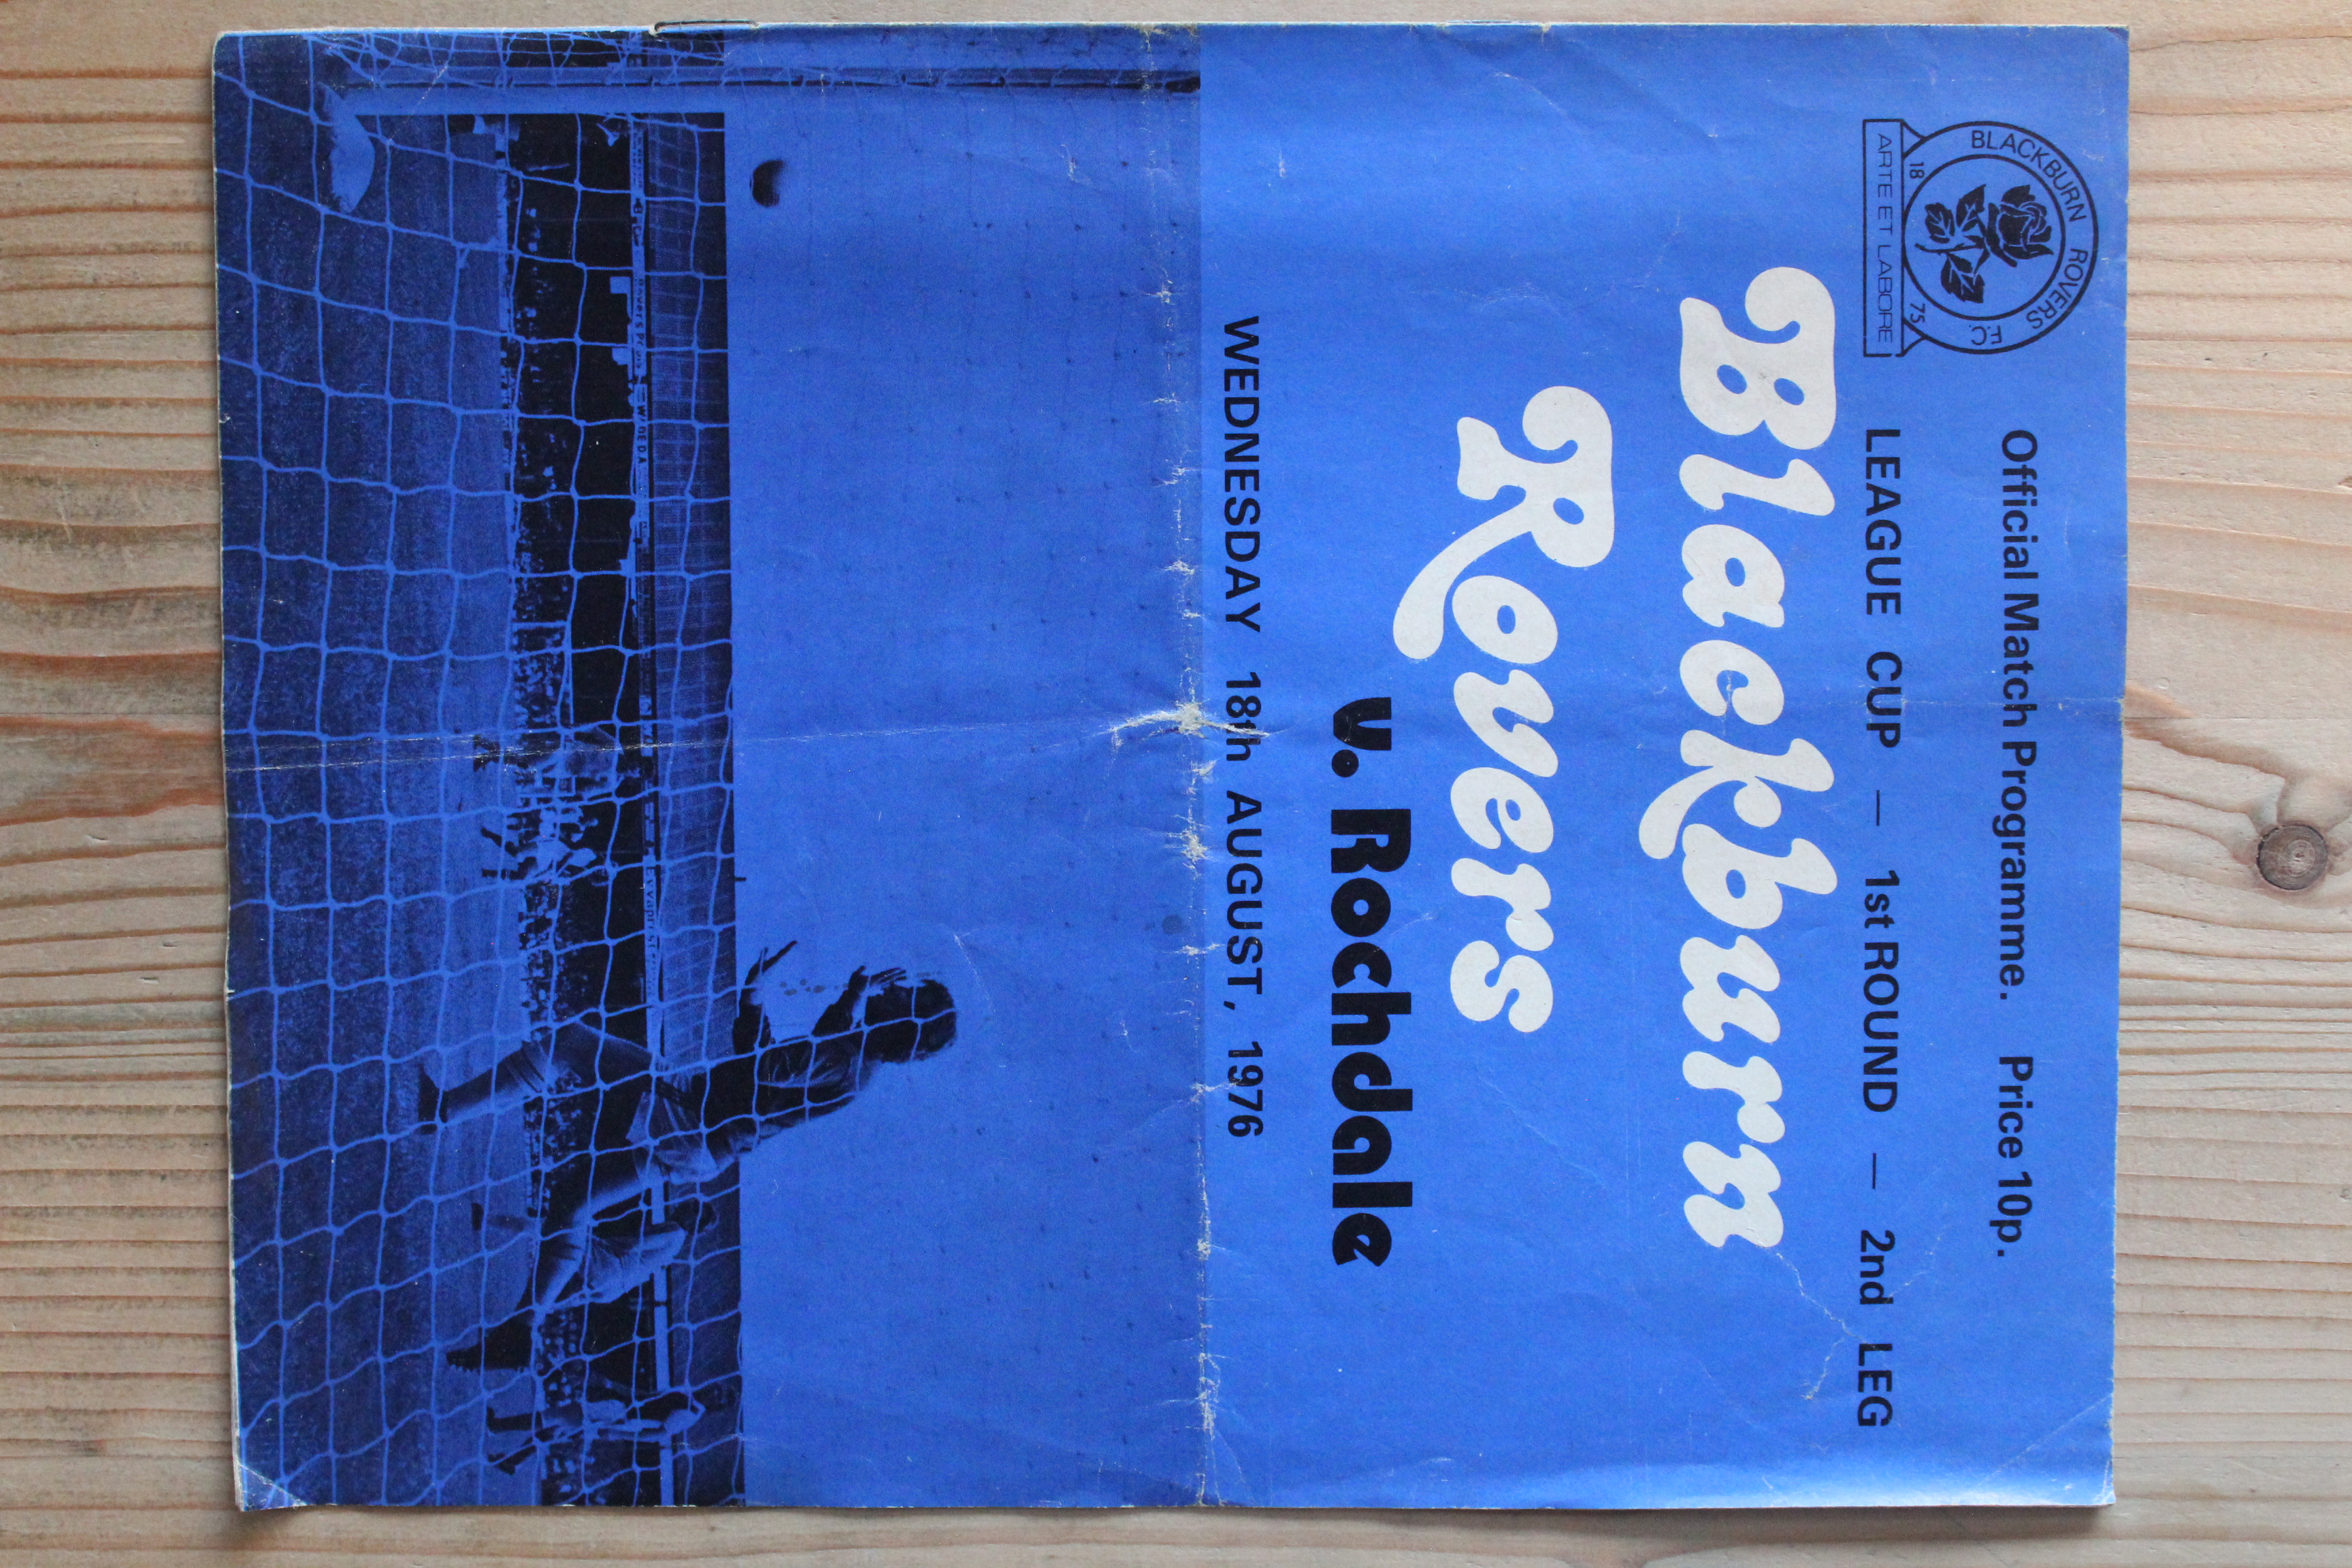 BLACKBURN ROVERS F.C.
18 75
ARTE ET LABORE
Official Match Programme. Price 10p.
LEAGUE CUP — 1st ROUND — 2nd LEG
Blackburn
Rovers
v. Rochdale
WEDNESDAY 18th AUGUST, 1976